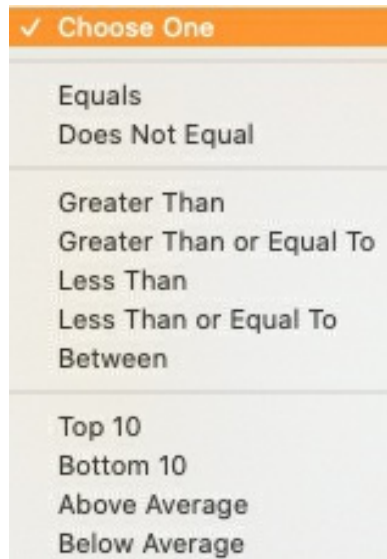 ✓ Choose One
Equals
Does Not Equal
Greater Than
Greater Than or Equal To
Less Than
Less Than or Equal To
Between
Top 10
Bottom 10
Above Average
Below Average